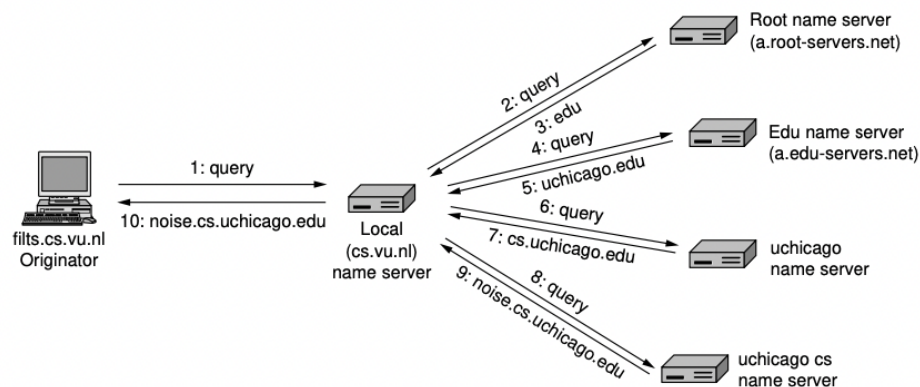 Root name server
(a.root-servers.net)
2: query
3: edu
4: query
Edu name server
(a.edu-servers.net)
1: query
5: uchicago.edu
6: query
10: noise.cs.uchicago.edu
filts.cs.vu.nl
Originator
Local
(cs.vu.nl)
name server
7: cs.uchicago.edu
uchicago
name server
8: query
9: noise.cs.uchicago.edu
uchicago cs
name server